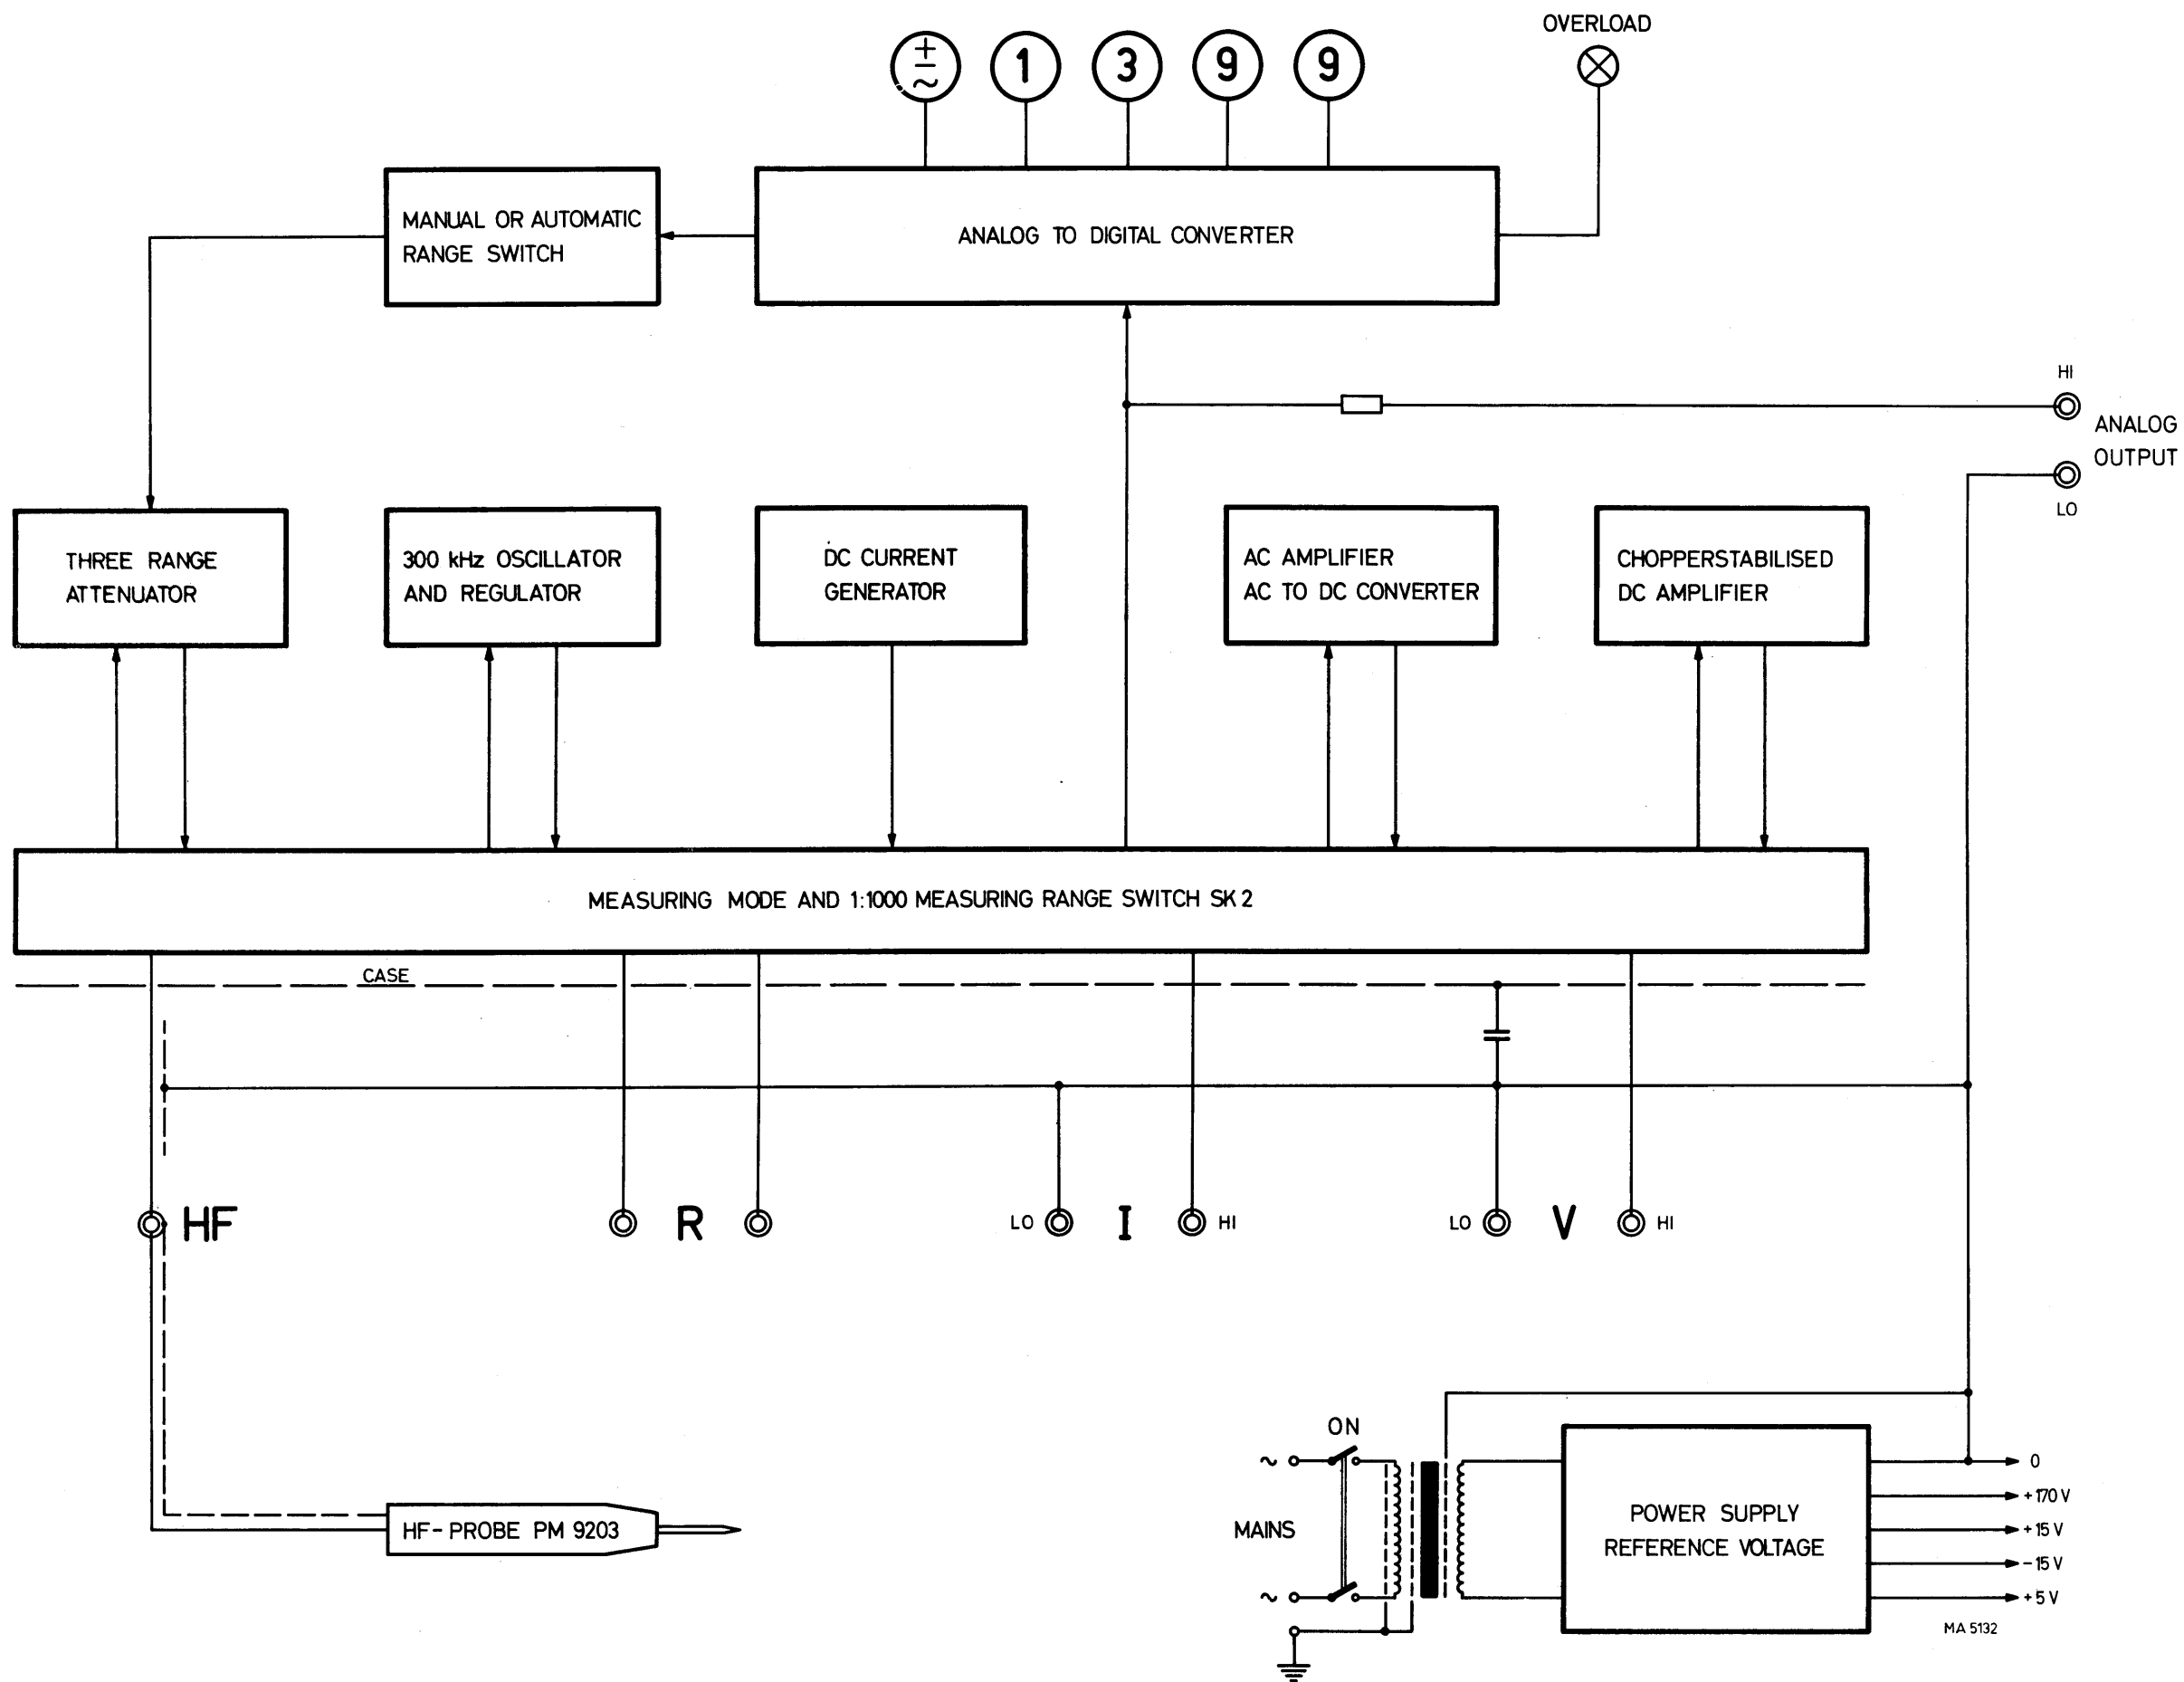 OVERLOAD
+
−
~
1
3
9
9
MANUAL OR AUTOMATIC
RANGE SWITCH
ANALOG TO DIGITAL CONVERTER
HI
ANALOG
OUTPUT
LO
THREE RANGE
ATTENUATOR
300 kHz OSCILLATOR
AND REGULATOR
DC CURRENT
GENERATOR
AC AMPLIFIER
AC TO DC CONVERTER
CHOPPERSTABILISED
DC AMPLIFIER
MEASURING MODE AND 1:1000 MEASURING RANGE SWITCH SK 2
CASE
HF
R
LO I HI
LO V HI
HF- PROBE PM 9203
ON
~
MAINS
~
POWER SUPPLY
REFERENCE VOLTAGE
0
+170 V
+15 V
-15 V
+5 V
MA 5132